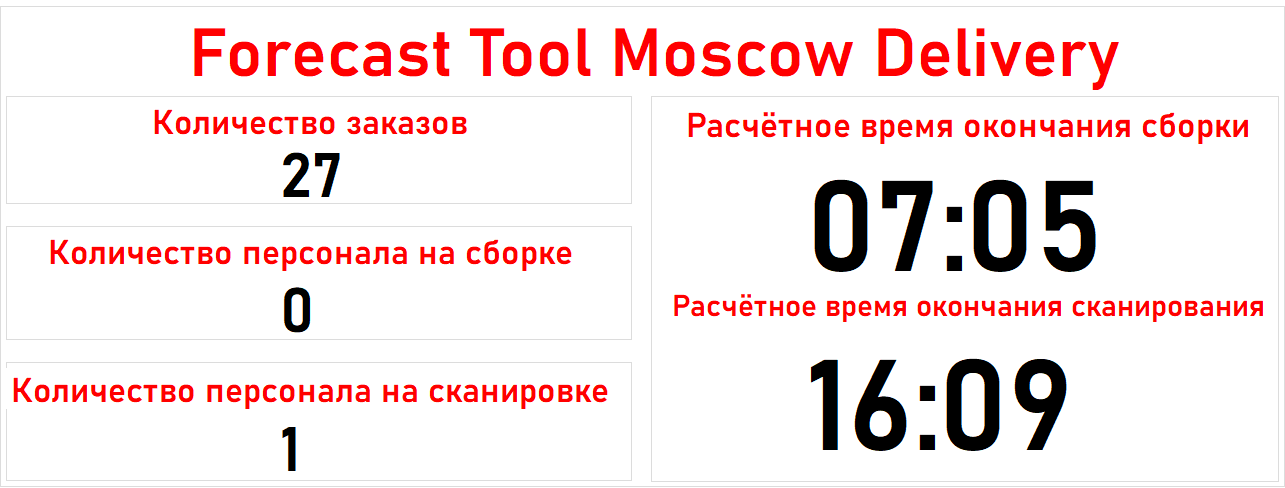 Forecast Tool Moscow Delivery
Количество заказов
27
Количество персонала на сборке
0
Количество персонала на сканировке
1
Расчётное время окончания сборки
07:05
Расчётное время окончания сканирования
16:09